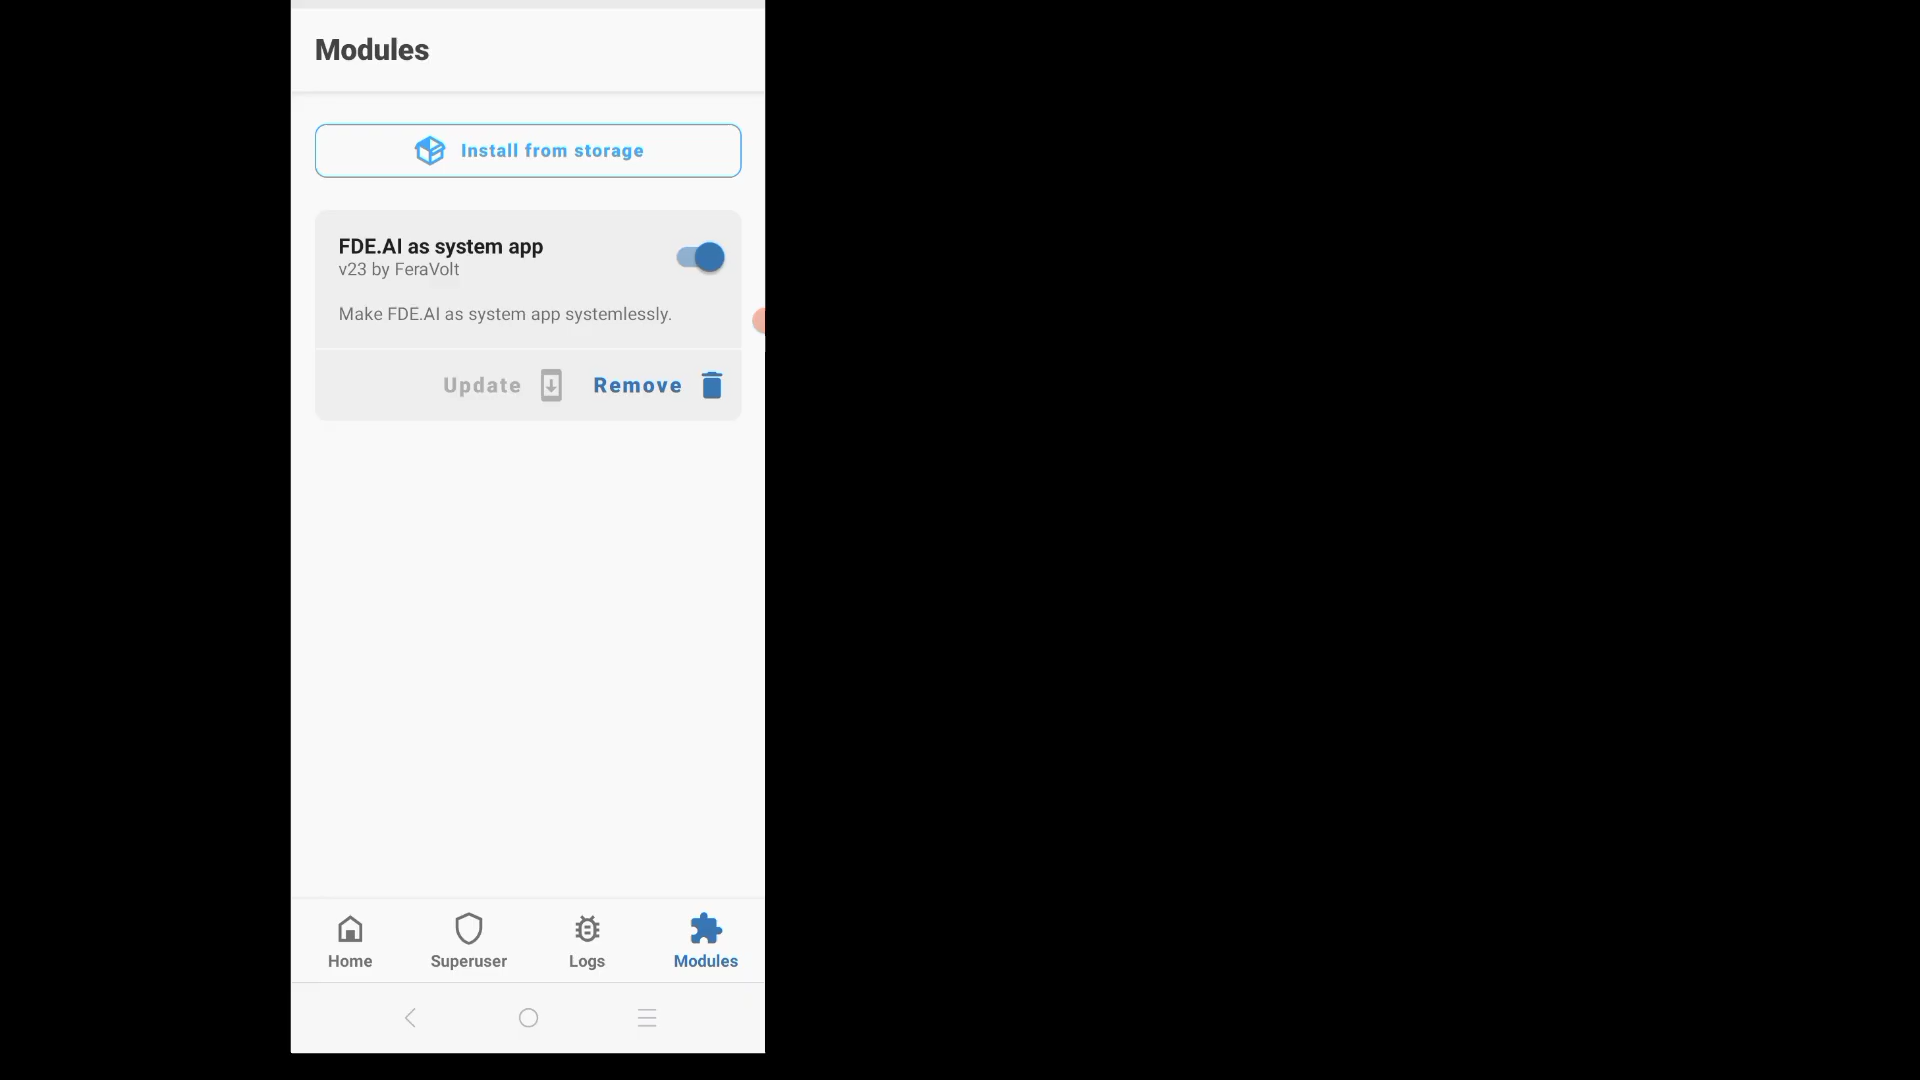 Modules
Install from storage
FDE.AI as system app
v23 by FeraVolt
Make FDE.AI as system app systemlessly.
Update Remove
Home Superuser Logs Modules